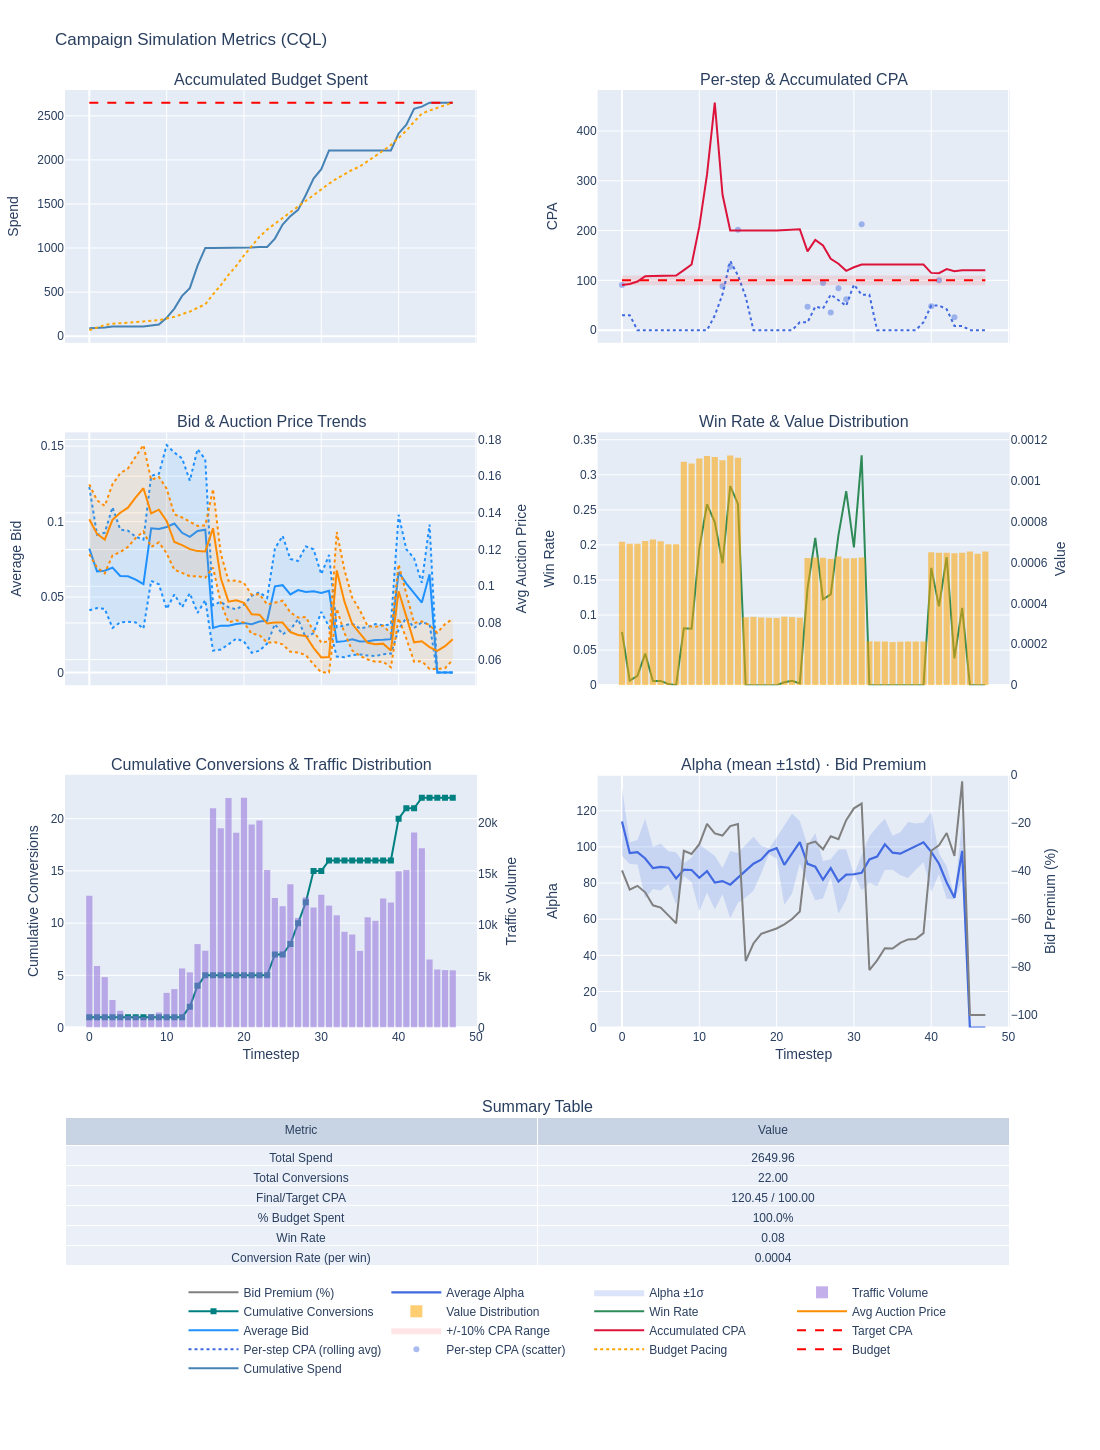 Campaign Simulation Metrics (CQL)
Accumulated Budget Spent
Per-step & Accumulated CPA
Spend
2500
2000
1500
1000
500
0
CPA
400
300
200
100
0
Bid & Auction Price Trends
Win Rate & Value Distribution
Average Bid
0.15
0.1
0.05
0
0.18
0.16
0.14
0.12
0.1
0.08
0.06
Avg Auction Price
Win Rate
0.35
0.3
0.25
0.2
0.15
0.1
0.05
0
0.0012
0.001
0.0008
0.0006
0.0004
0.0002
0
Value
Cumulative Conversions & Traffic Distribution
Alpha (mean ±1std) · Bid Premium
Cumulative Conversions
20
15
10
5
0
20k
15k
10k
5k
0
Traffic Volume
0 10 20 30 40 50
Timestep
Alpha
120
100
80
60
40
20
0
0
−20
−40
−60
−80
−100
Bid Premium (%)
0 10 20 30 40 50
Timestep
Summary Table
Metric Value
Total Spend 2649.96
Total Conversions 22.00
Final/Target CPA 120.45 / 100.00
% Budget Spent 100.0%
Win Rate 0.08
Conversion Rate (per win) 0.0004
Bid Premium (%) Average Alpha Alpha ±1σ Traffic Volume
Cumulative Conversions Value Distribution Win Rate Avg Auction Price
Average Bid +/-10% CPA Range Accumulated CPA Target CPA
Per-step CPA (rolling avg) Per-step CPA (scatter) Budget Pacing Budget
Cumulative Spend